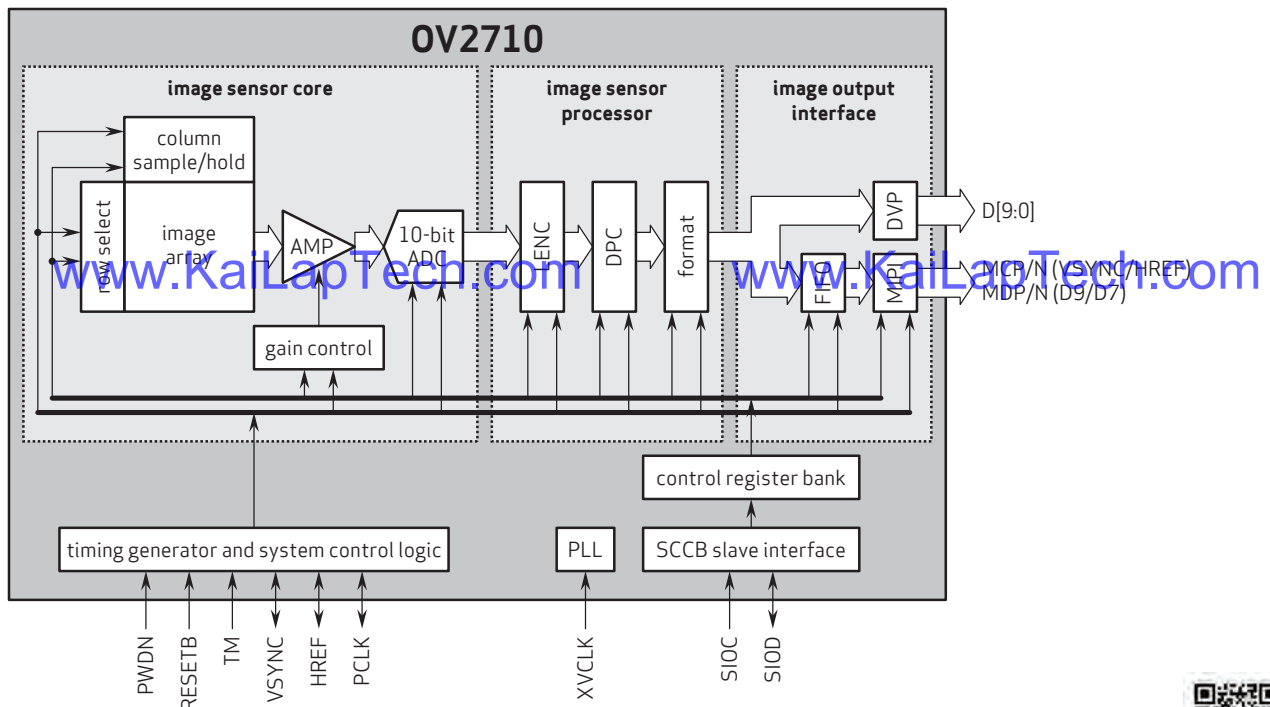 OV2710
image sensor core
image sensor
processor
image output
interface
column
sample/hold
row select
image
array
AMP
10-bit
ADC
gain control
LENC
DPC
format
DVP
FIFO
MIPI
D[9:0]
MCP/N (VSYNC/HREF)
MDP/N (D9/D7)
www.KaiLapTech.com
www.KaiLapTech.com
control register bank
timing generator and system control logic
PLL
SCCB slave interface
PWDN
RESETB
TM
VSYNC
HREF
PCLK
XVCLK
SIOC
SIOD